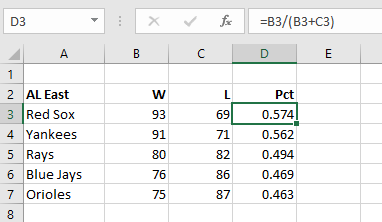 D3 fx =B3/(B3+C3)
A B C D E
1
2 AL East W L Pct
3 Red Sox 93 69 0.574
4 Yankees 91 71 0.562
5 Rays 80 82 0.494
6 Blue Jays 76 86 0.469
7 Orioles 75 87 0.463
8